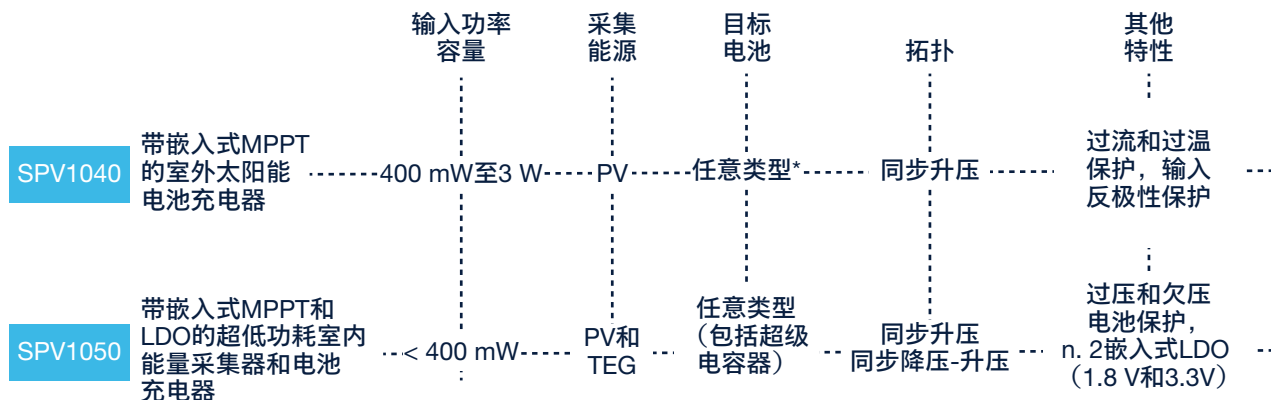 输入功率
容量
采集
能源
目标
电池
拓扑
其他
特性
SPV1040
带嵌入式MPPT
的室外太阳能
电池充电器
400 mW至3 W
PV
任意类型*
同步升压
过流和过温
保护，输入
反极性保护
SPV1050
带嵌入式MPPT和
LDO的超低功耗室内
能量采集器和电池
充电器
< 400 mW
PV和
TEG
任意类型
（包括超级
电容器）
同步升压
同步降压-升压
过压和欠压
电池保护，
n. 2嵌入式LDO
（1.8 V和3.3V）